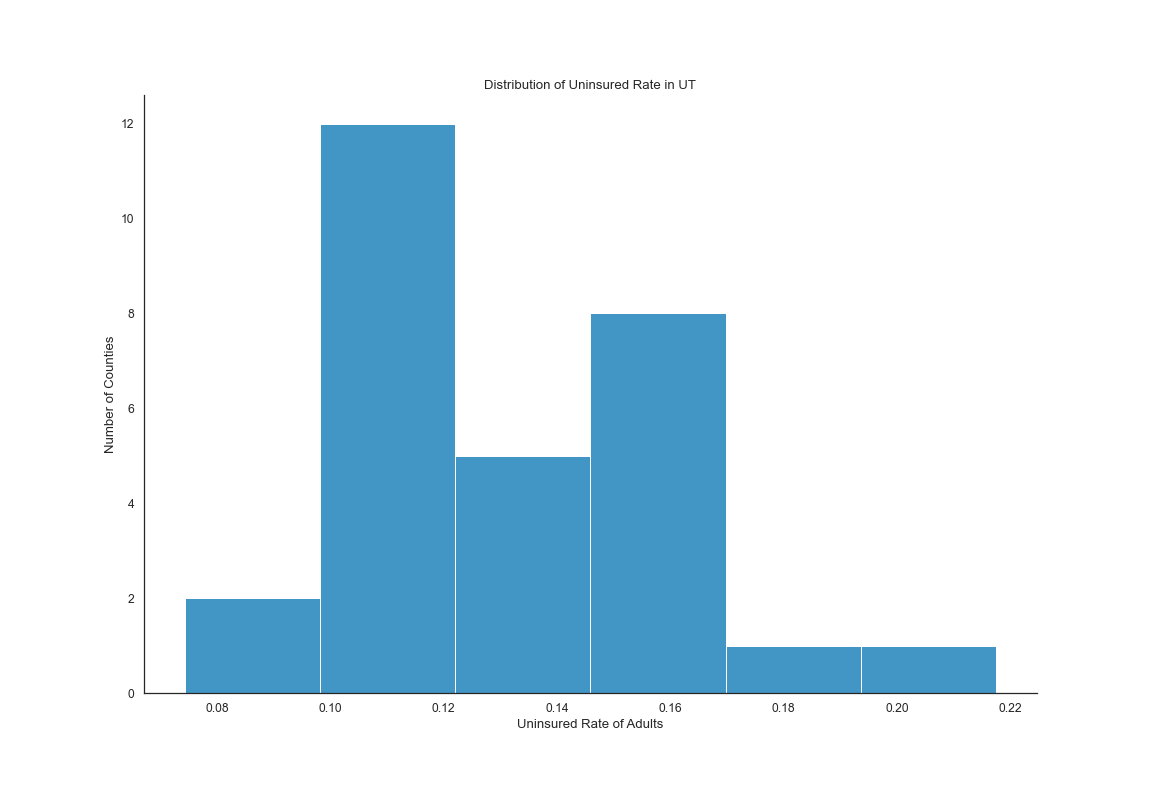 Distribution of Uninsured Rate in UT
12
10
8
6
4
2
0
Number of Counties
0.08 0.10 0.12 0.14 0.16 0.18 0.20 0.22
Uninsured Rate of Adults